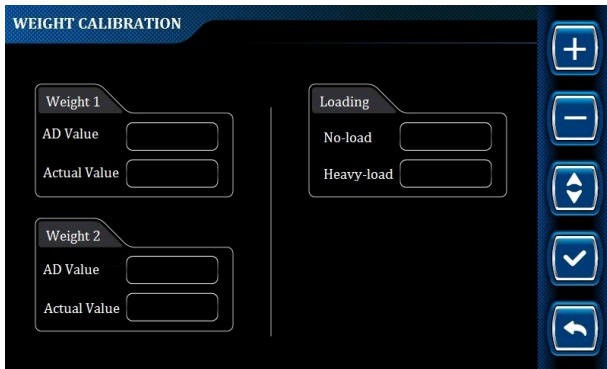 WEIGHT CALIBRATION
Weight 1
AD Value
Actual Value
Weight 2
AD Value
Actual Value
Loading
No-load
Heavy-load